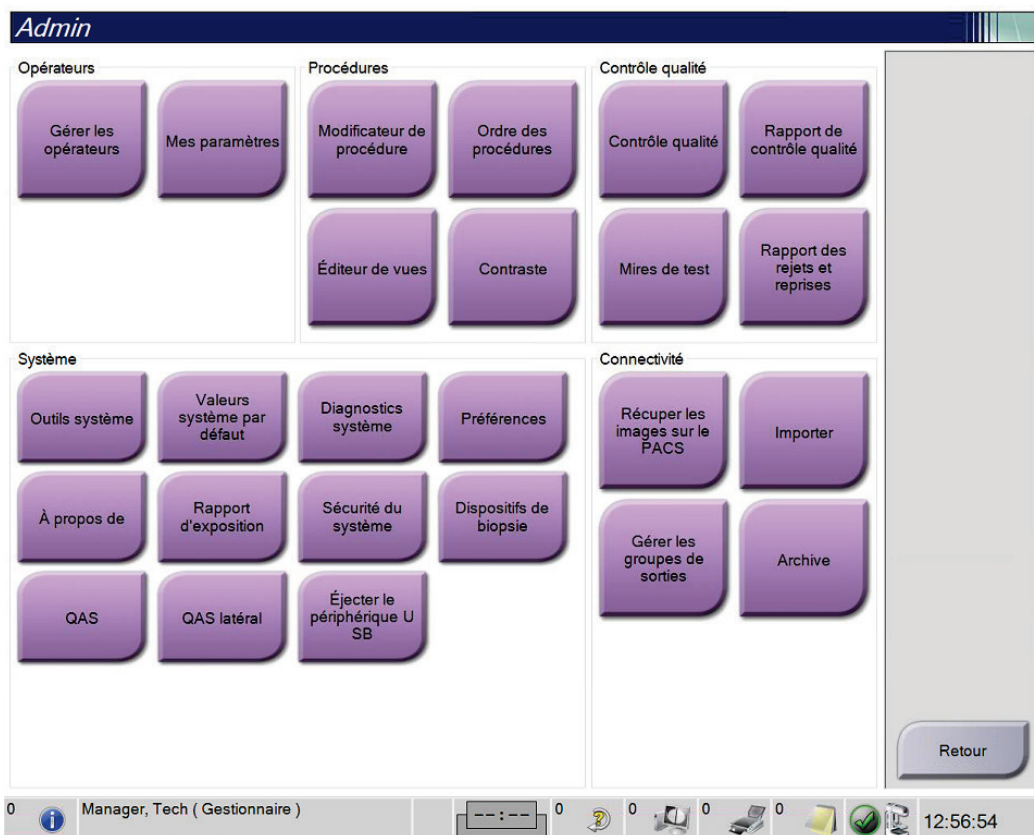 Admin
Opérateurs
Gérer les
opérateurs
Mes paramètres
Procédures
Modificateur de
procédure
Ordre des
procédures
Éditeur de vues
Contraste
Contrôle qualité
Contrôle qualité
Rapport de
contrôle qualité
Mires de test
Rapport des
rejets et
reprises
Système
Outils système
Valeurs
système par
défaut
Diagnostics
système
Préférences
À propos de
Rapport
d'exposition
Sécurité du
système
Dispositifs de
biopsie
QAS
QAS latéral
Éjecter le
périphérique U
SB
Connectivité
Récuper les
images sur le
PACS
Importer
Gérer les
groupes de
sorties
Archive
Retour
0 Manager, Tech ( Gestionnaire ) --:-- 0 0 0 0 12:56:54